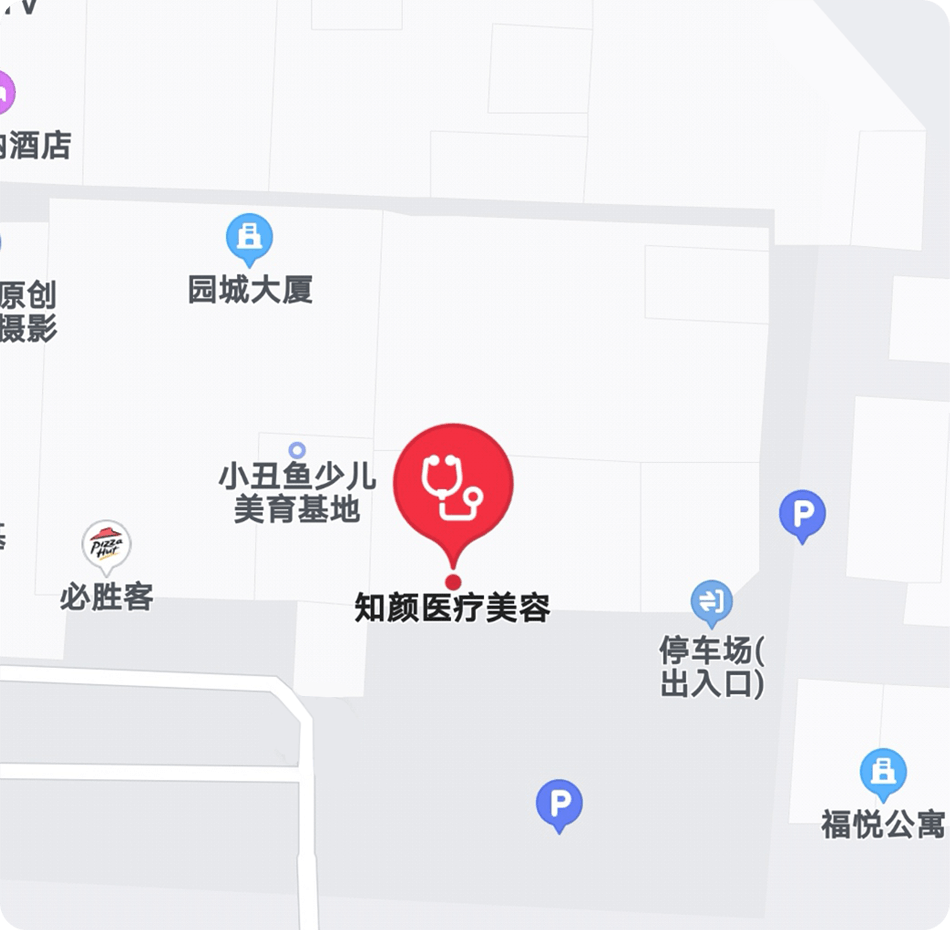 酒店
园城大厦
原创
摄影
小丑鱼少儿
美育基地
P
Pizza
Hut
必胜客
知颜医疗美容
停车场(
出入口)
P
福悦公寓